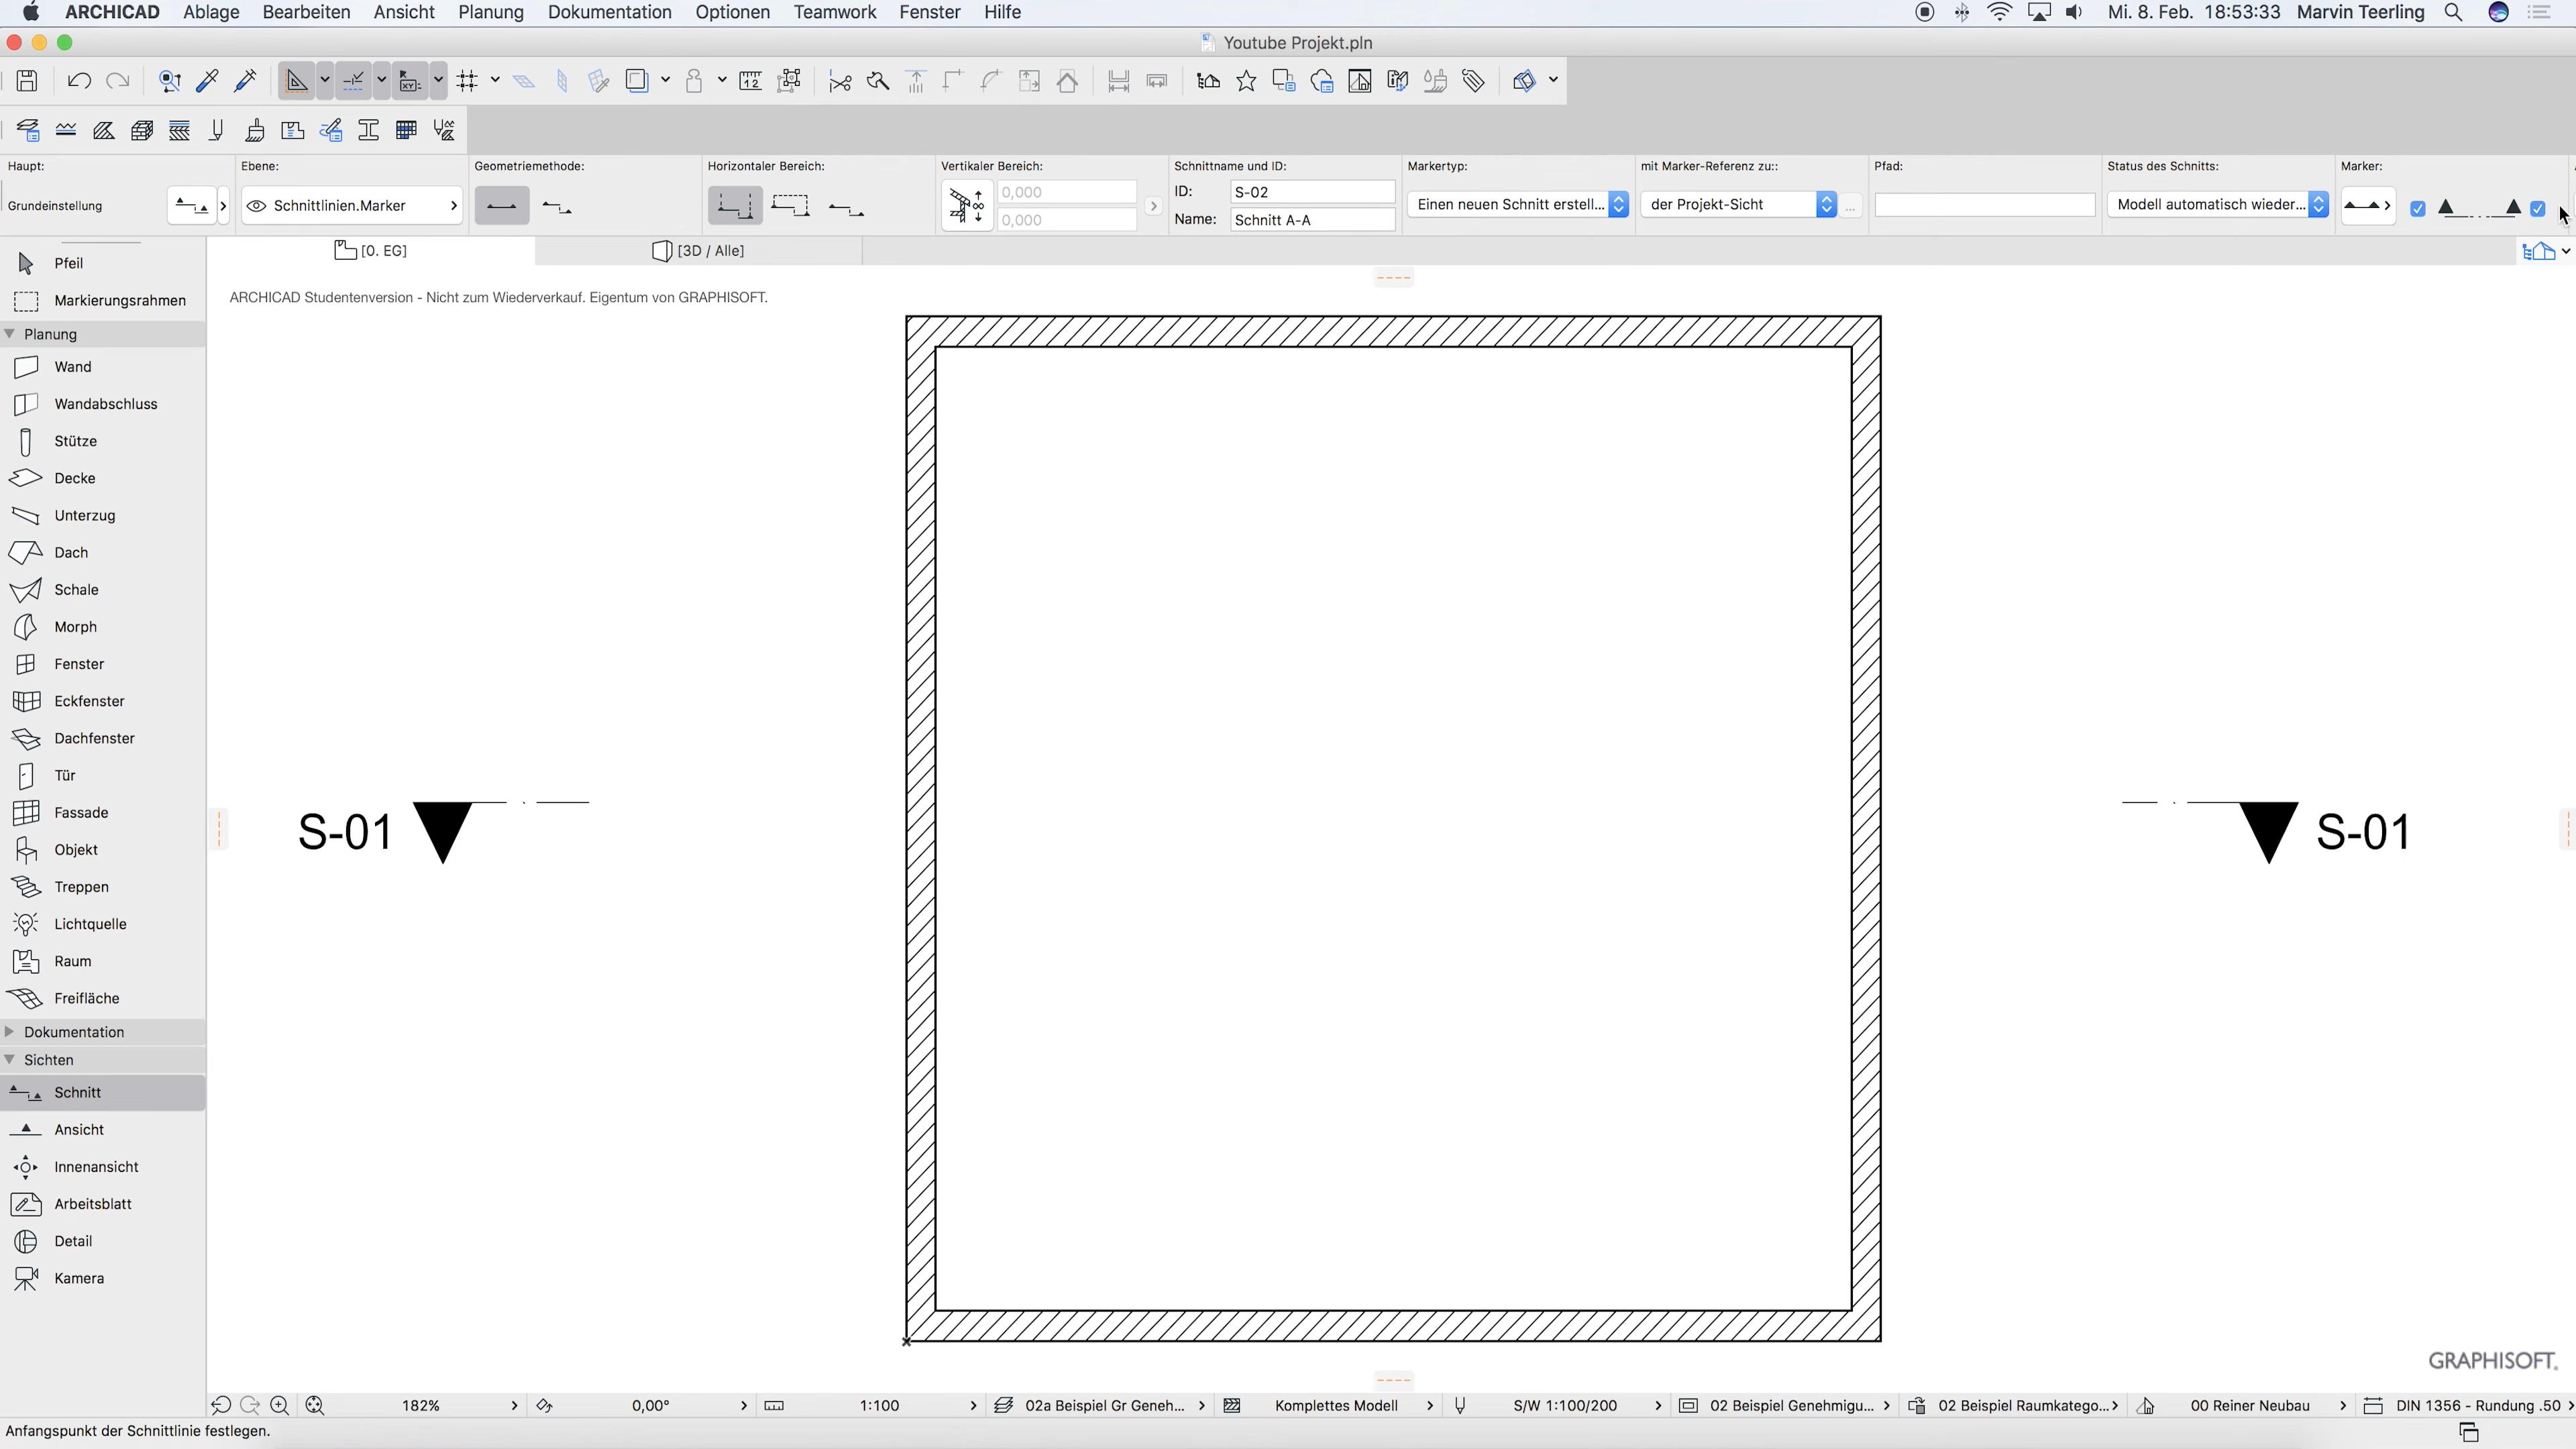 ARCHICAD Ablage Bearbeiten Ansicht Planung Dokumentation Optionen Teamwork Fenster Hilfe Mi. 8. Feb. 18:53:33 Marvin Teerling
Youtube Projekt.pln
Haupt: Ebene: Geometriemethode: Horizontaler Bereich: Vertikaler Bereich: Schnittname und ID: Markertyp: mit Marker-Referenz zu:: Pfad: Status des Schnitts: Marker:
Grundeinstellung Schnittlinien.Marker 0,000 ID: S-02 Einen neuen Schnitt erstell... der Projekt-Sicht ... Modell automatisch wieder...
0,000 Name: Schnitt A-A
[0. EG] [3D / Alle]
ARCHICAD Studentenversion - Nicht zum Wiederverkauf. Eigentum von GRAPHISOFT.
Pfeil
Markierungsrahmen
Planung
Wand
Wandabschluss
Stütze
Decke
Unterzug
Dach
Schale
Morph
Fenster
Eckfenster
Dachfenster
Tür
Fassade
Objekt
Treppen
Lichtquelle
Raum
Freifläche
Dokumentation
Sichten
Schnitt
Ansicht
Innenansicht
Arbeitsblatt
Detail
Kamera
S-01 S-01
GRAPHISOFT.
182% 0,00° 1:100 02a Beispiel Gr Geneh... Komplettes Modell S/W 1:100/200 02 Beispiel Genehmigu... 02 Beispiel Raumkatego... 00 Reiner Neubau DIN 1356 - Rundung .50
Anfangspunkt der Schnittlinie festlegen.